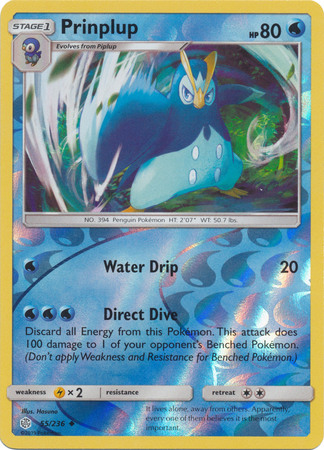 STAGE 1
Prinplup
HP 80
Evolves from Piplup
NO. 394 Penguin Pokémon HT: 2'07" WT: 50.7 lbs.
Water Drip 20
Direct Dive
Discard all Energy from this Pokémon. This attack does
100 damage to 1 of your opponent's Benched Pokémon.
(Don't apply Weakness and Resistance for Benched Pokémon.)
weakness × 2 resistance retreat
Illus. Hasuno
55/236
It lives alone, away from others. Apparently,
every one of them believes it is the most
important.